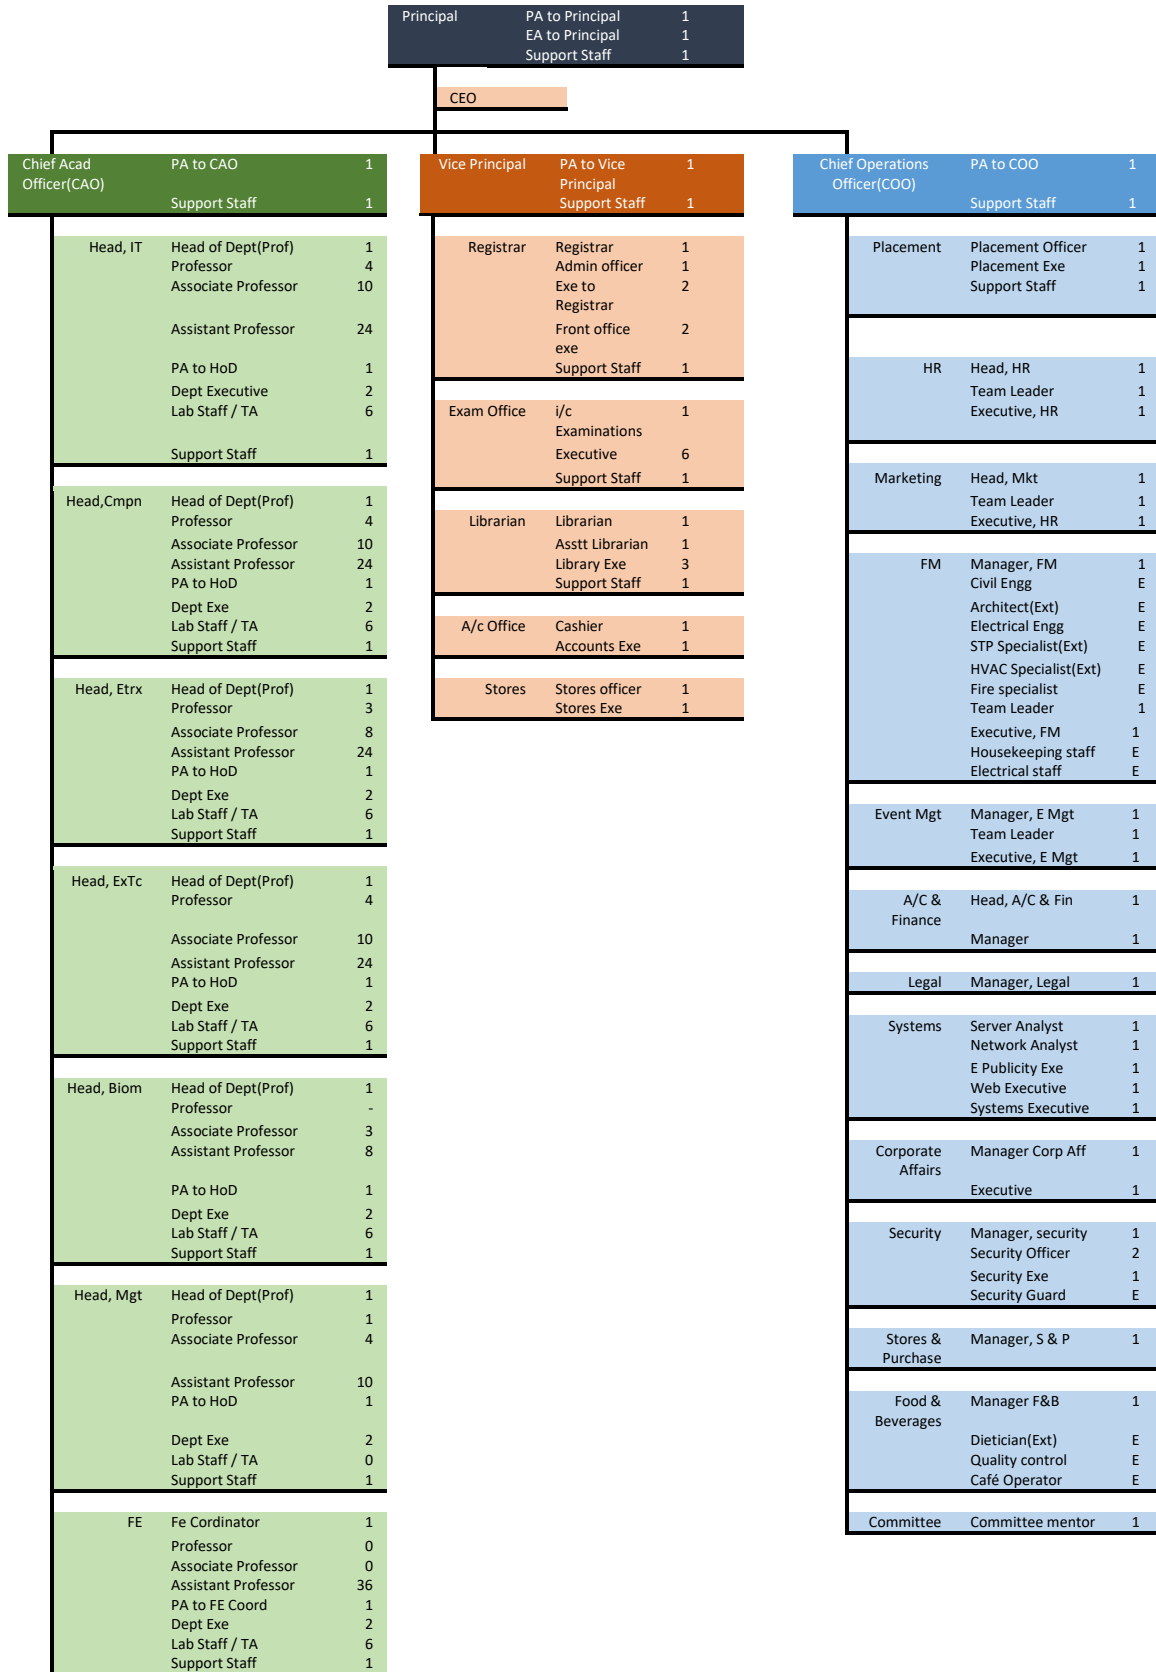 Principal PA to Principal 1
EA to Principal 1
Support Staff 1
CEO
Chief Acad Officer(CAO) PA to CAO 1
Support Staff 1
Head, IT Head of Dept(Prof) 1
Professor 4
Associate Professor 10
Assistant Professor 24
PA to HoD 1
Dept Executive 2
Lab Staff / TA 6
Support Staff 1
Head,Cmpn Head of Dept(Prof) 1
Professor 4
Associate Professor 10
Assistant Professor 24
PA to HoD 1
Dept Exe 2
Lab Staff / TA 6
Support Staff 1
Head, Etrx Head of Dept(Prof) 1
Professor 3
Associate Professor 8
Assistant Professor 24
PA to HoD 1
Dept Exe 2
Lab Staff / TA 6
Support Staff 1
Head, ExTc Head of Dept(Prof) 1
Professor 4
Associate Professor 10
Assistant Professor 24
PA to HoD 1
Dept Exe 2
Lab Staff / TA 6
Support Staff 1
Head, Biom Head of Dept(Prof) 1
Professor -
Associate Professor 3
Assistant Professor 8
PA to HoD 1
Dept Exe 2
Lab Staff / TA 6
Support Staff 1
Head, Mgt Head of Dept(Prof) 1
Professor 1
Associate Professor 4
Assistant Professor 10
PA to HoD 1
Dept Exe 2
Lab Staff / TA 0
Support Staff 1
FE Fe Cordinator 1
Professor 0
Associate Professor 0
Assistant Professor 36
PA to FE Coord 1
Dept Exe 2
Lab Staff / TA 6
Support Staff 1
Vice Principal PA to Vice 1
Principal
Support Staff 1
Registrar Registrar 1
Admin officer 1
Exe to 2
Registrar
Front office 2
exe
Support Staff 1
Exam Office i/c 1
Examinations
Executive 6
Support Staff 1
Librarian Librarian 1
Asstt Librarian 1
Library Exe 3
Support Staff 1
A/c Office Cashier 1
Accounts Exe 1
Stores Stores officer 1
Stores Exe 1
Chief Operations PA to COO 1
Officer(COO)
Support Staff 1
Placement Placement Officer 1
Placement Exe 1
Support Staff 1
HR Head, HR 1
Team Leader 1
Executive, HR 1
Marketing Head, Mkt 1
Team Leader 1
Executive, HR 1
FM Manager, FM 1
Civil Engg E
Architect(Ext) E
Electrical Engg E
STP Specialist(Ext) E
HVAC Specialist(Ext) E
Fire specialist E
Team Leader 1
Executive, FM 1
Housekeeping staff E
Electrical staff E
Event Mgt Manager, E Mgt 1
Team Leader 1
Executive, E Mgt 1
A/C & Head, A/C & Fin 1
Finance
Manager 1
Legal Manager, Legal 1
Systems Server Analyst 1
Network Analyst 1
E Publicity Exe 1
Web Executive 1
Systems Executive 1
Corporate Manager Corp Aff 1
Affairs
Executive 1
Security Manager, security 1
Security Officer 2
Security Exe 1
Security Guard E
Stores & Manager, S & P 1
Purchase
Food & Manager F&B 1
Beverages
Dietician(Ext) E
Quality control E
Café Operator E
Committee Committee mentor 1